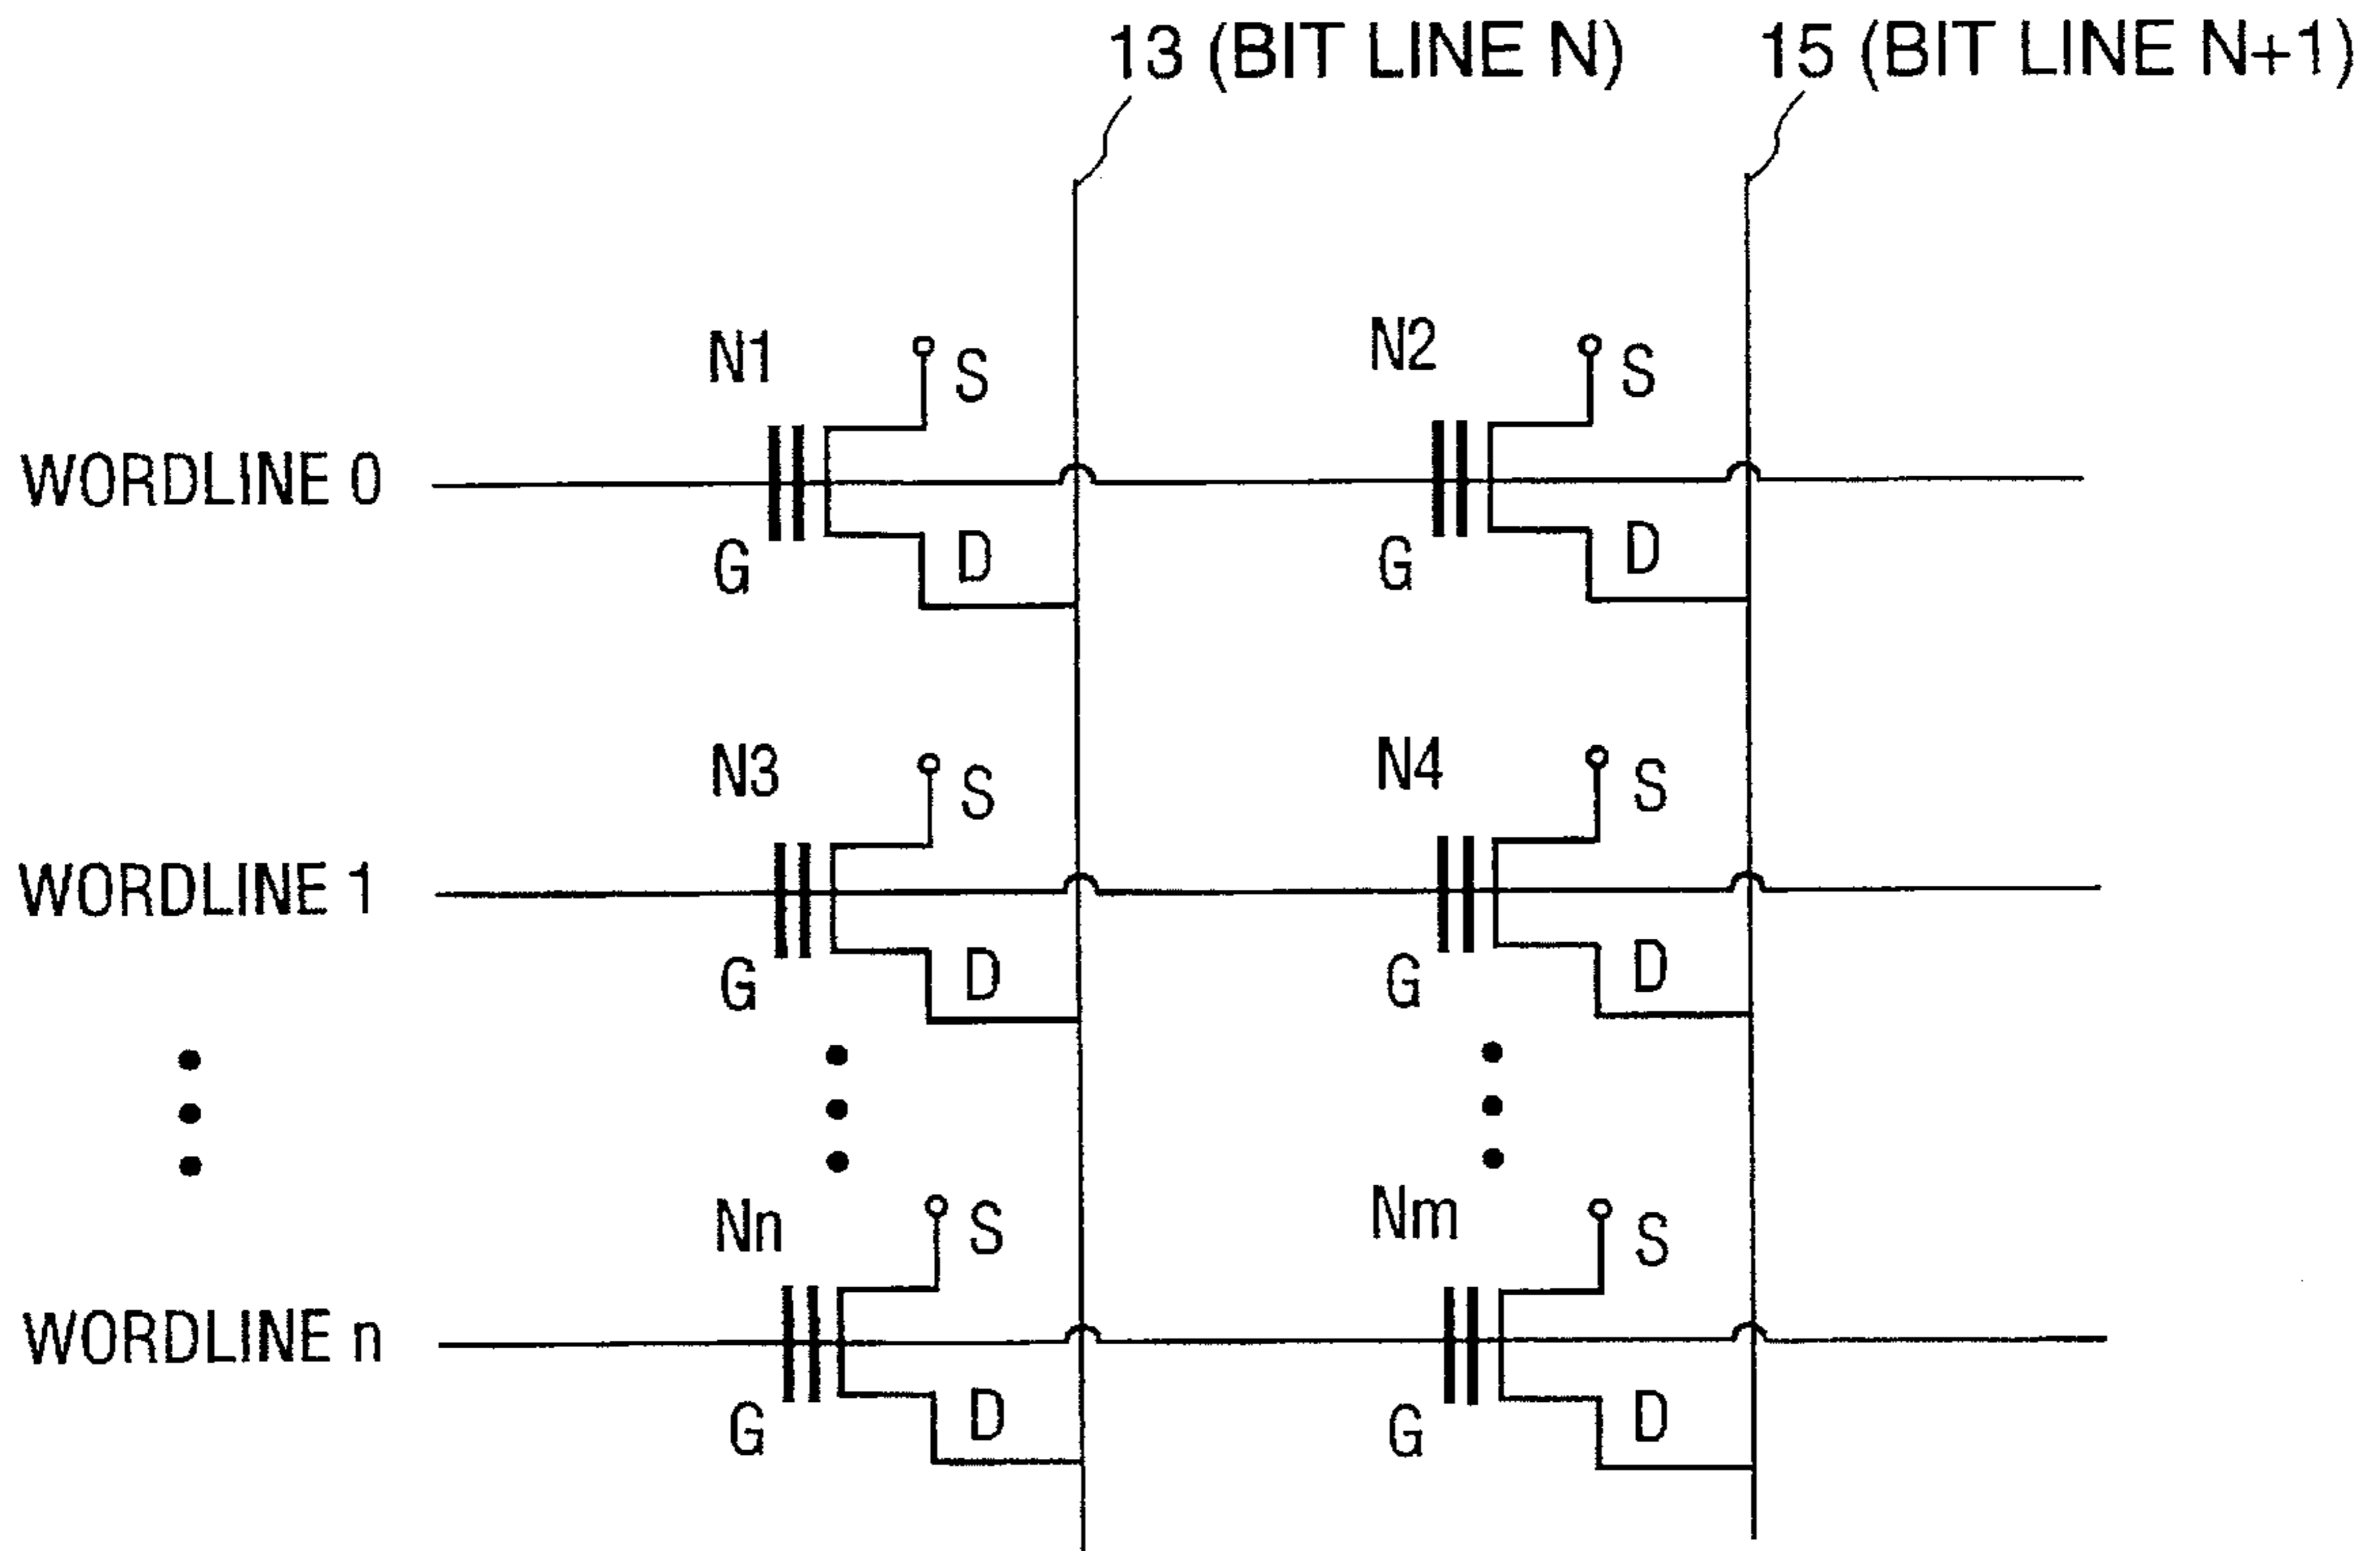 13 (BIT LINE N) 15 (BIT LINE N+1)
N1 S N2 S
WORDLINE 0
G D G D
N3 S N4 S
WORDLINE 1
G D G D
Nn S Nm S
WORDLINE n
G D G D